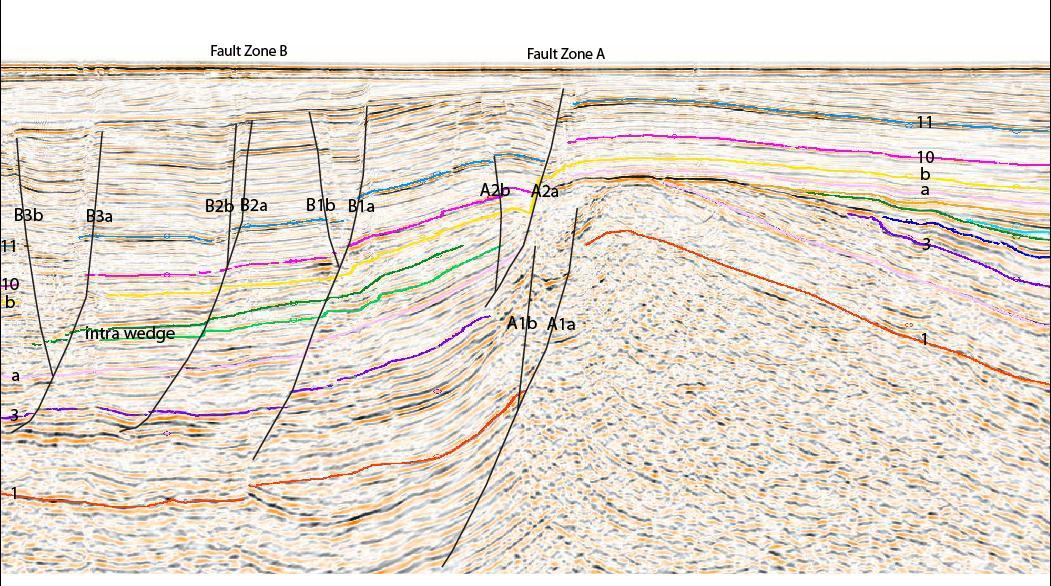 Fault Zone B
Fault Zone A
11
10
b
a
A2b
A2a
B2b
B2a
B1b
B1a
B3b
B3a
11
3
10
b
A1b
A1a
intra wedge
1
a
3
1